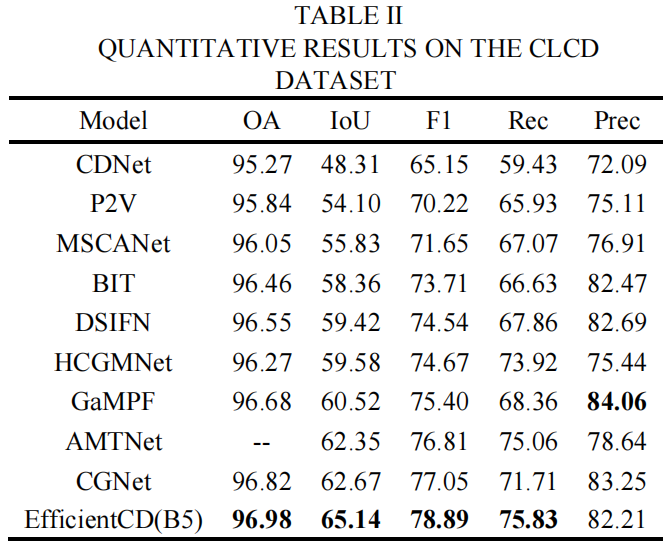 TABLE II
QUANTITATIVE RESULTS ON THE CLCD
DATASET
Model OA IoU F1 Rec Prec
CDNet 95.27 48.31 65.15 59.43 72.09
P2V 95.84 54.10 70.22 65.93 75.11
MSCANet 96.05 55.83 71.65 67.07 76.91
BIT 96.46 58.36 73.71 66.63 82.47
DSIFN 96.55 59.42 74.54 67.86 82.69
HCGMNet 96.27 59.58 74.67 73.92 75.44
GaMPF 96.68 60.52 75.40 68.36 84.06
AMTNet -- 62.35 76.81 75.06 78.64
CGNet 96.82 62.67 77.05 71.71 83.25
EfficientCD(B5) 96.98 65.14 78.89 75.83 82.21